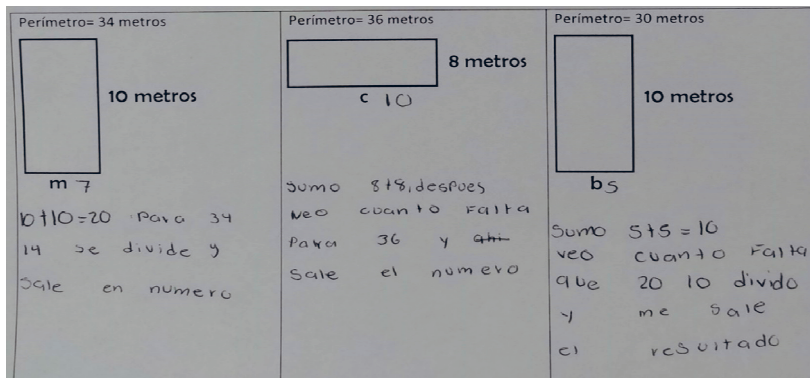 Perímetro= 34 metros
10 metros
m 7
10+10=20 para 34
14 se divide y
sale en numero
Perímetro= 36 metros
8 metros
c 10
Sumo 8+8, despues
veo cuanto falta
Para 36 y ahi
sale el numero
Perímetro= 30 metros
10 metros
b 5
Sumo 5+5=10
veo cuanto Falta
que 20 lo divido
y me sale
el resultado